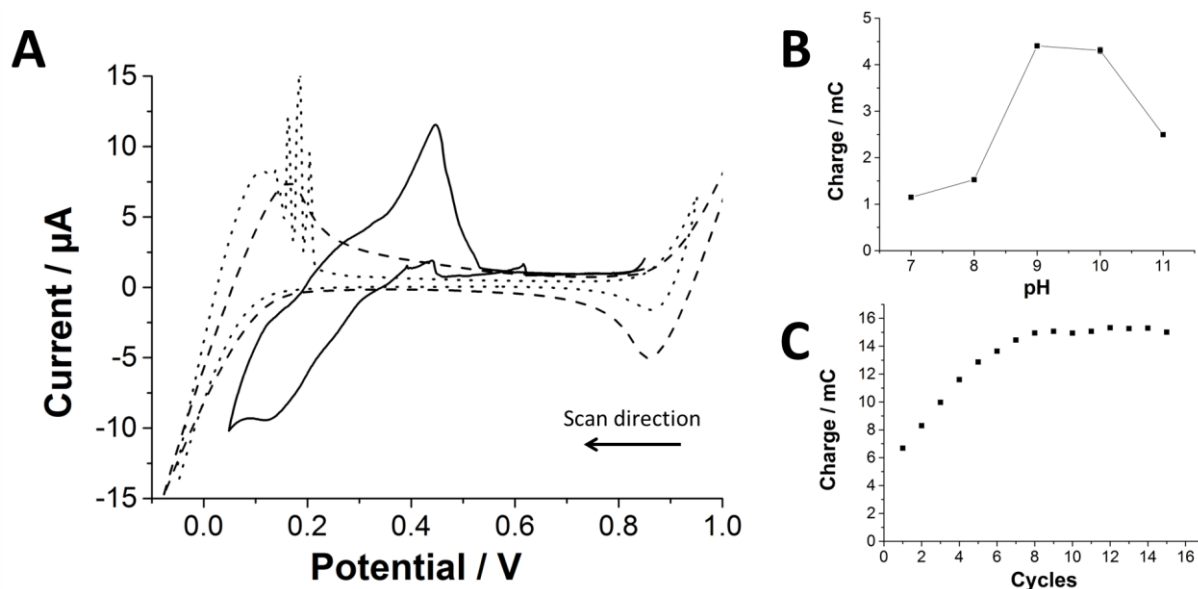 A
Current / µA
15
10
5
0
-5
-10
-15
0.0 0.2 0.4 0.6 0.8 1.0
Potential / V
Scan direction
B
Charge / mC
5
4
3
2
1
0
7 8 9 10 11
pH
C
Charge / mC
16
14
12
10
8
6
4
2
0
0 2 4 6 8 10 12 14 16
Cycles